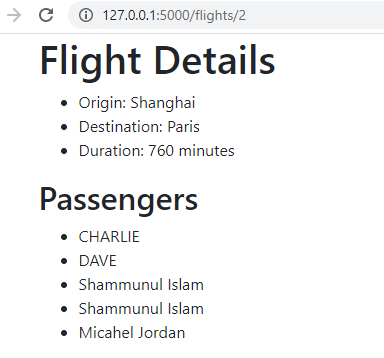 127.0.0.1:5000/flights/2
Flight Details
Origin: Shanghai
Destination: Paris
Duration: 760 minutes
Passengers
CHARLIE
DAVE
Shammunul Islam
Shammunul Islam
Micahel Jordan